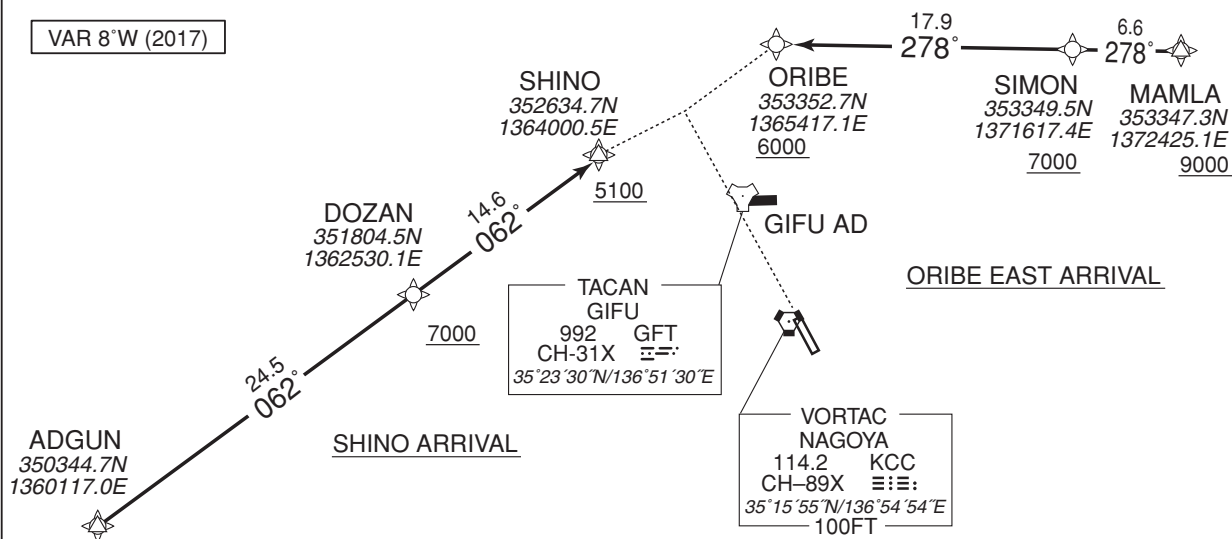 VAR 8°W (2017)
17.9
278°
6.6
278°
SHINO
352634.7N
1364000.5E
5100
ORIBE
353352.7N
1365417.1E
6000
SIMON
353349.5N
1371617.4E
7000
MAMLA
353347.3N
1372425.1E
9000
DOZAN
351804.5N
1362530.1E
7000
14.6
062°
GIFU AD
ORIBE EAST ARRIVAL
TACAN
GIFU
992 GFT
CH-31X
35°23´30˝N/136°51´30˝E
24.5
062°
ADGUN
350344.7N
1360117.0E
SHINO ARRIVAL
VORTAC
NAGOYA
114.2 KCC
CH–89X
35°15´55˝N/136°54´54˝E
100FT